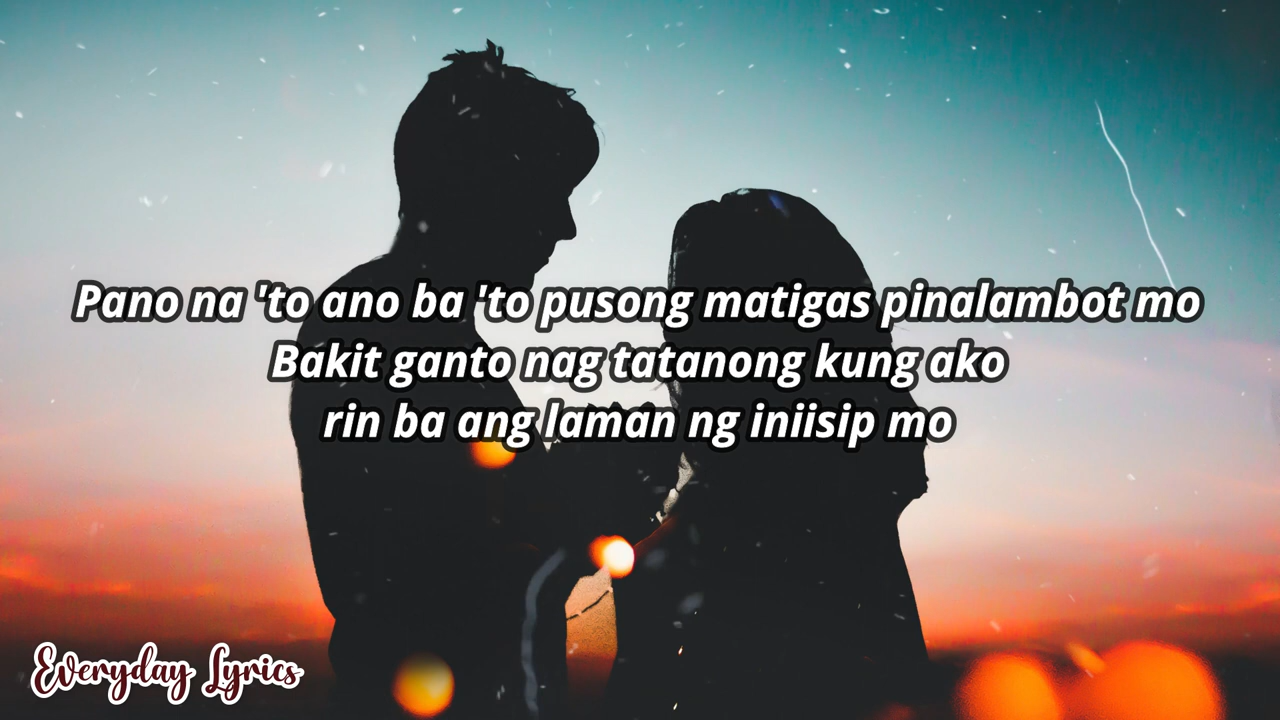 Pano na 'to ano ba 'to pusong matigas pinalambot mo
Bakit ganto nag tatanong kung ako
rin ba ang laman ng iniisip mo
Everyday Lyrics